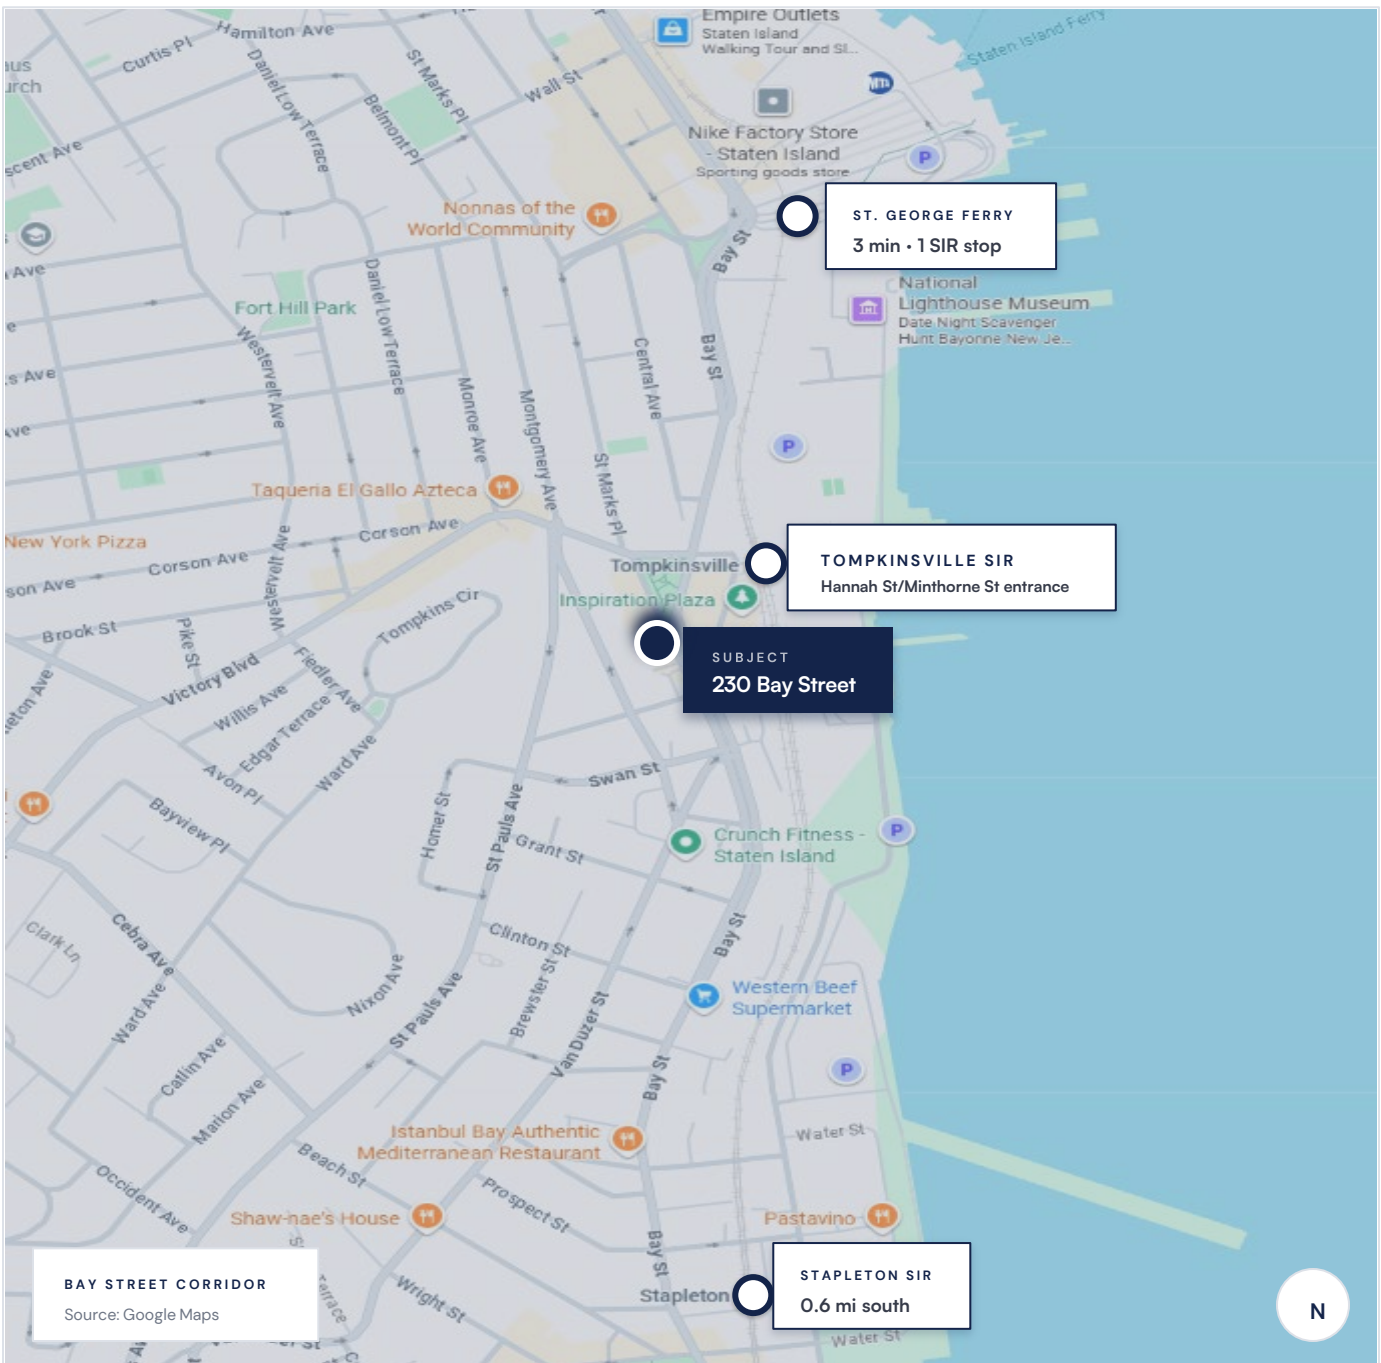 Empire Outlets
Staten Island
Walking Tour and Sl...
Staten Island Ferry
Hamilton Ave
Curtis Pl
Daniel Low Terrace
St Marks Pl
Belmont Pl
Wall St
MTA
Nike Factory Store
- Staten Island
Sporting goods store
P
Nonnas of the
World Community
ST. GEORGE FERRY
3 min · 1 SIR stop
Bay St
National
Lighthouse Museum
Date Night Scavenger
Hunt Bayonne New Je...
Fort Hill Park
Daniel Low Terrace
Westervelt Ave
Central Ave
Bay St
Monroe Ave
Montgomery Ave
St Marks Pl
P
Taqueria El Gallo Azteca
Corson Ave
New York Pizza
Corson Ave
Westervelt Ave
Tompkinsville
TOMPKINSVILLE SIR
Hannah St/Minthorne St entrance
Inspiration Plaza
Tompkins Cir
Brook St
Pike St
Victory Blvd
Fiedler Ave
Willis Ave
Edgar Terrace
Ward Ave
Avon Pl
SUBJECT
230 Bay Street
Swan St
Bayview Pl
Homer St
St Pauls Ave
Grant St
Crunch Fitness -
Staten Island
P
Clark Ln
Cebra Ave
Clinton St
Bay St
Nixon Ave
Ward Ave
St Pauls Ave
Brewster St
Van Duzer St
Western Beef
Supermarket
Catlin Ave
Marion Ave
Bay St
P
Istanbul Bay Authentic
Mediterranean Restaurant
Water St
Beach St
Occident Ave
Prospect St
Shaw-nae's House
Pastavino
Bay St
Wright St
Stapleton
STAPLETON SIR
0.6 mi south
Water St
BAY STREET CORRIDOR
Source: Google Maps
N